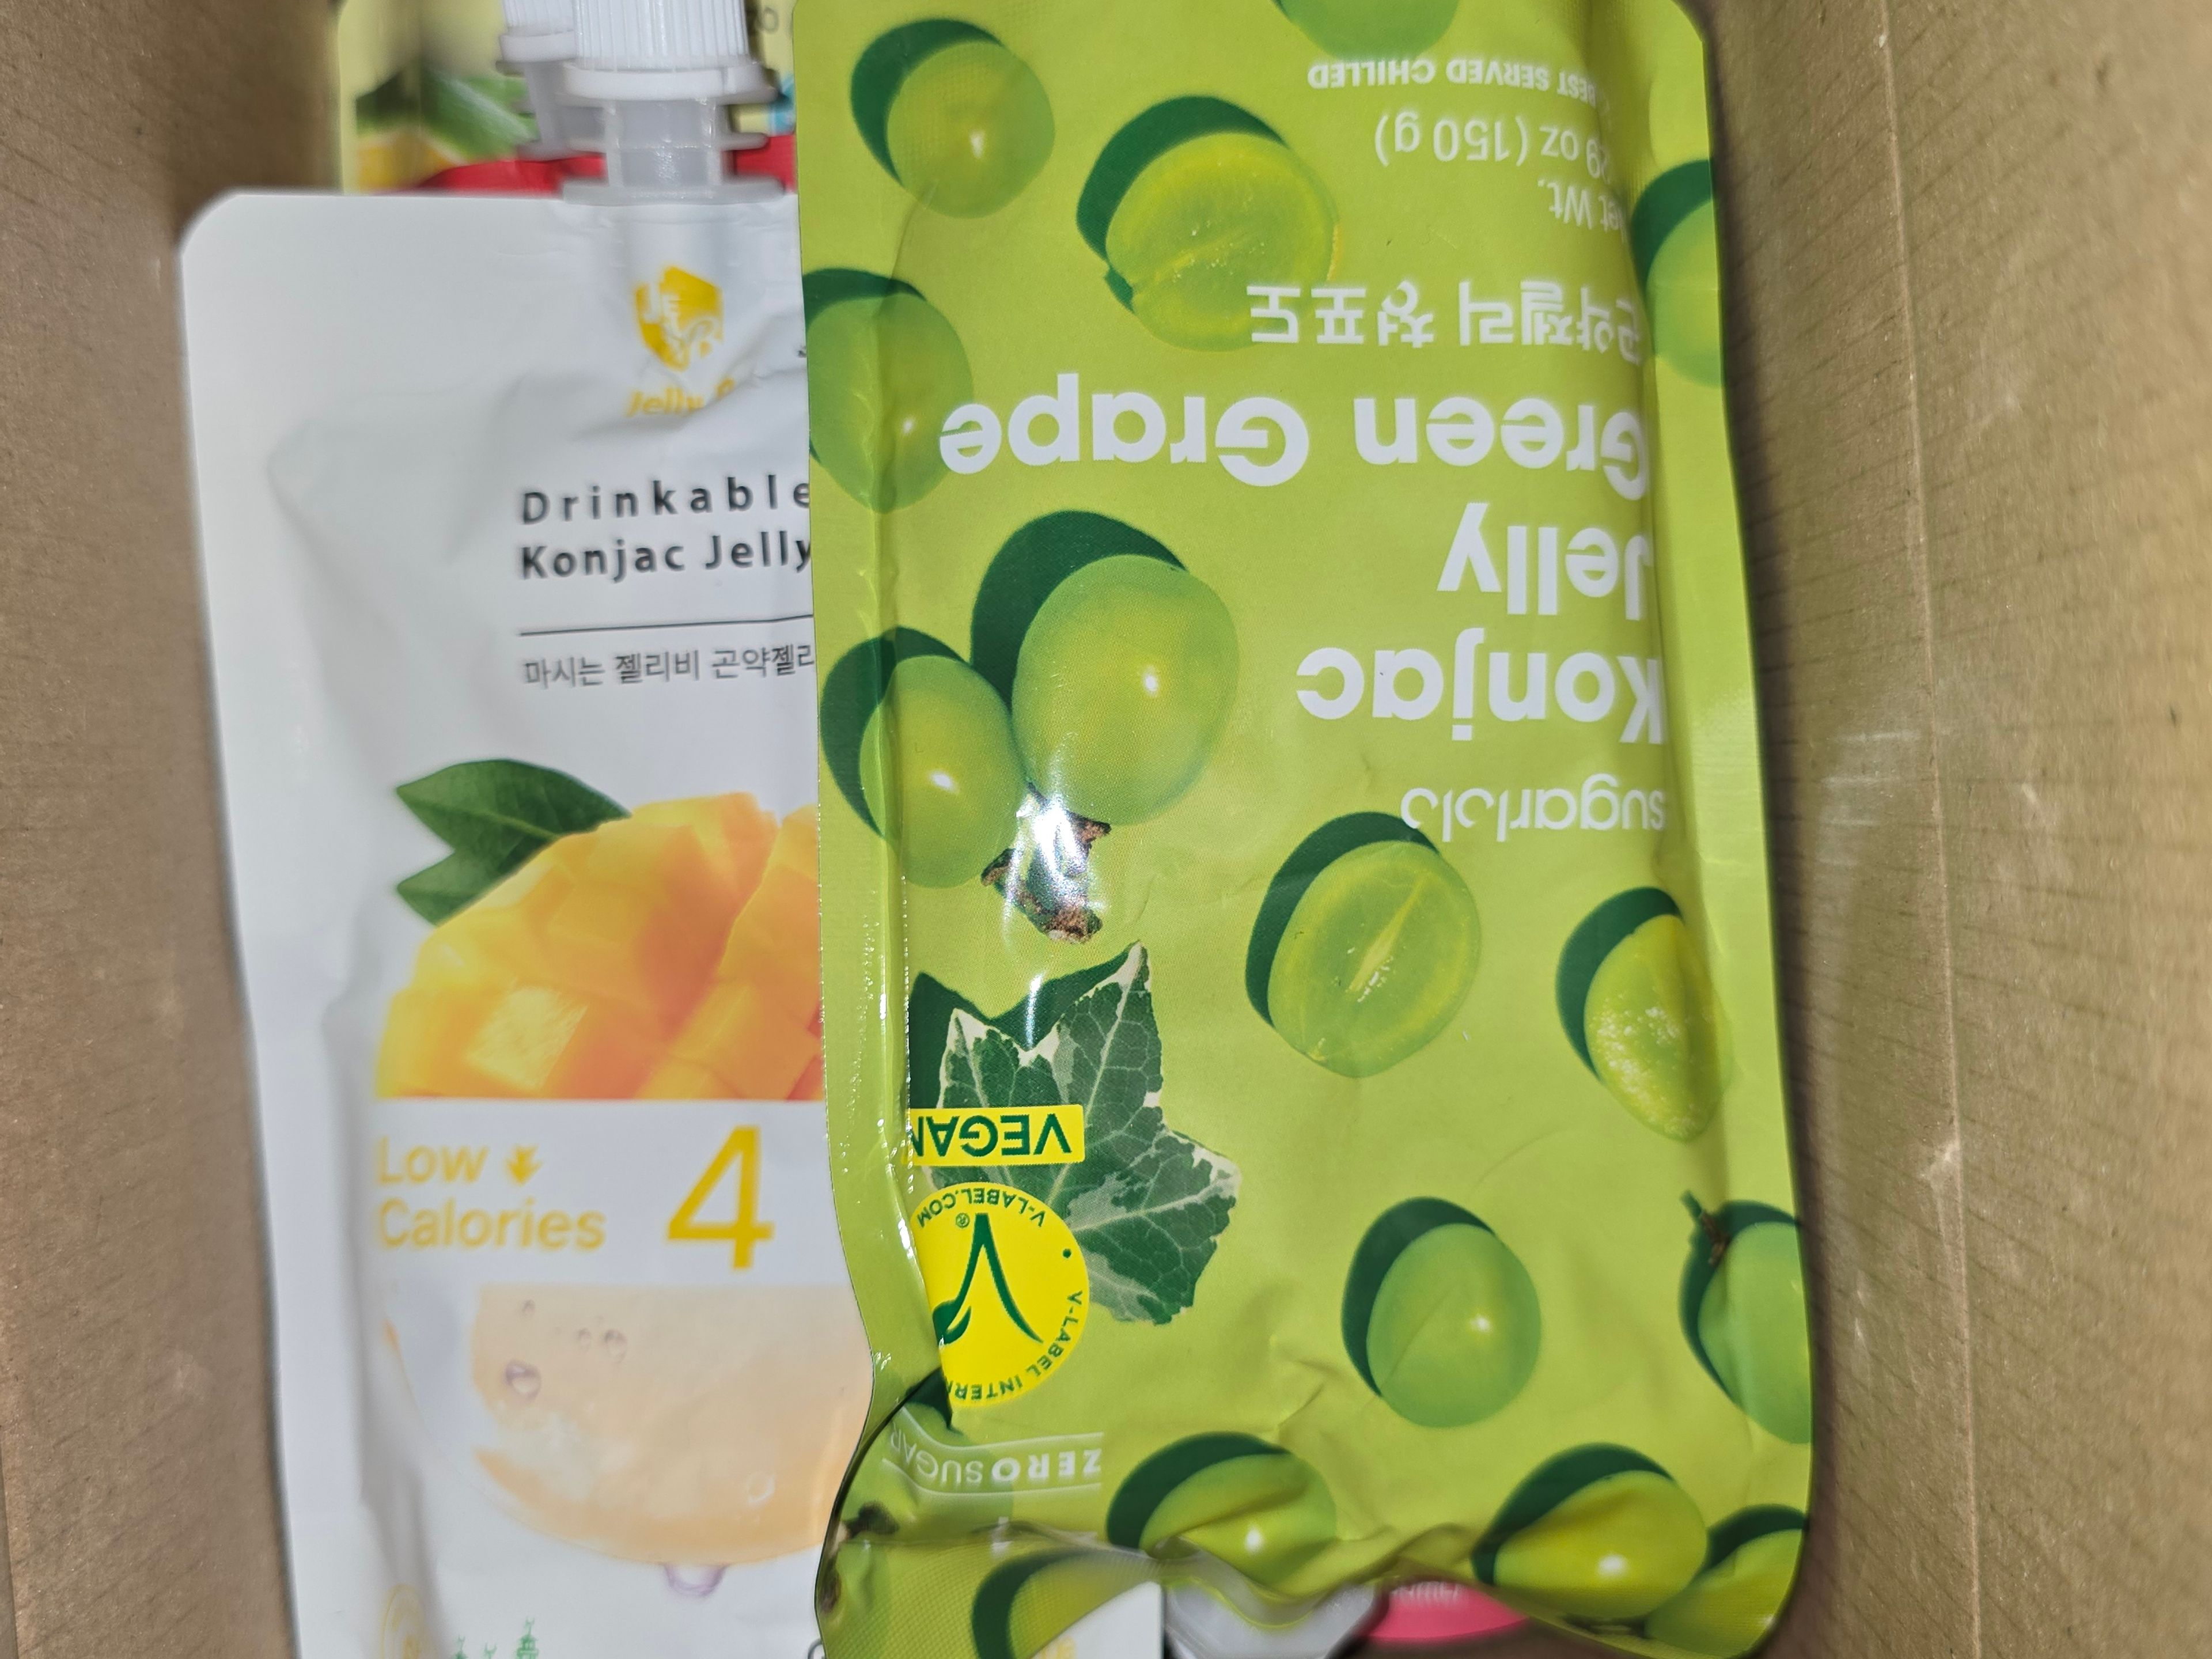 Drinkable
Konjac Jelly
마시는 젤리비 곤약젤리
Low
Calories
4
sugarlolo
Konjac
Jelly
Green Grape
곤약젤리 청포도
Wt.
oz (150 g)
BEST SERVED CHILLED
VEGAN
V-LABEL.COM
®
V-LABEL
ZERO SUGAR